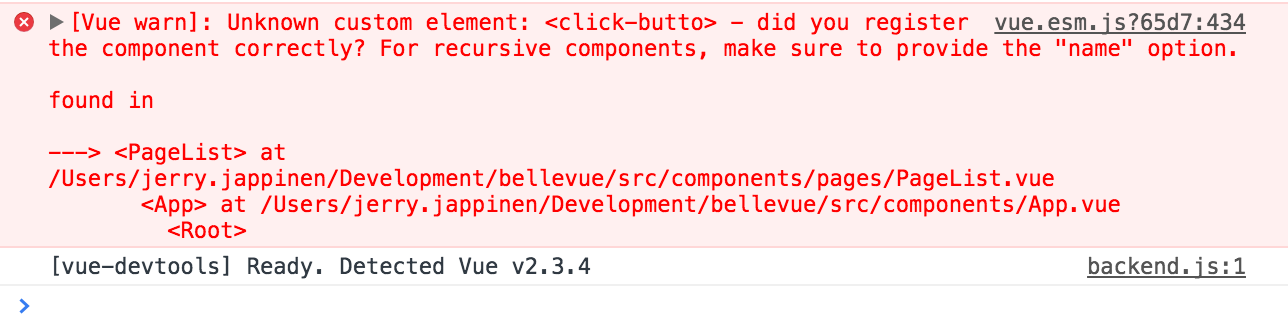 [Vue warn]: Unknown custom element: <click-butto> – did you register vue.esm.js?65d7:434
the component correctly? For recursive components, make sure to provide the "name" option.
found in
---> <PageList> at
/Users/jerry.jappinen/Development/bellevue/src/components/pages/PageList.vue
<App> at /Users/jerry.jappinen/Development/bellevue/src/components/App.vue
<Root>
[vue-devtools] Ready. Detected Vue v2.3.4 backend.js:1